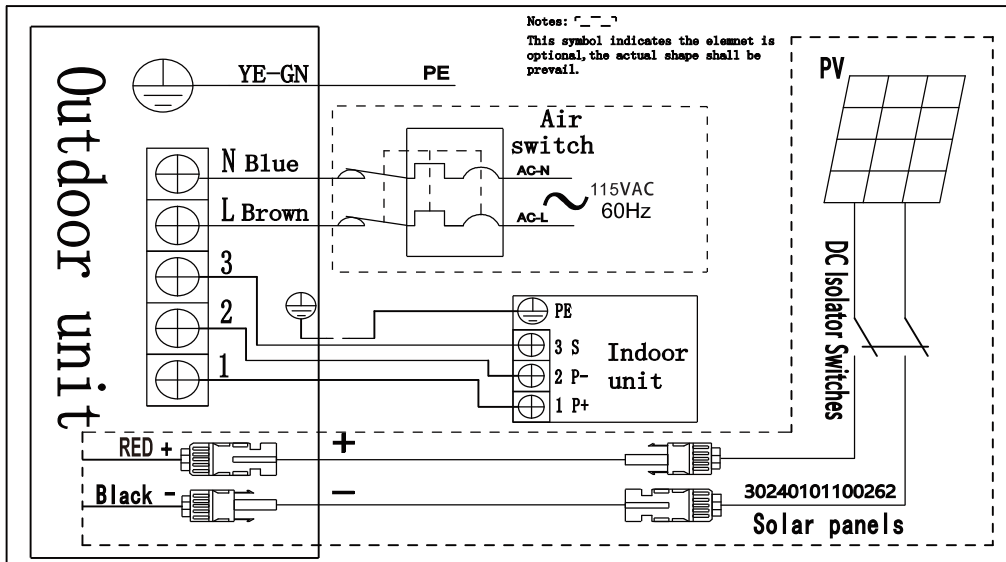 Notes:
This symbol indicates the elemnet is
optional, the actual shape shall be
prevail.
Outdoor unit
YE-GN
PE
PV
Air
switch
N Blue
AC-N
115VAC
60Hz
L Brown
AC-L
3
2
1
PE
3 S
2 P-
1 P+
Indoor
unit
DC Isolator Switches
RED +
+
Black -
−
30240101100262
Solar panels